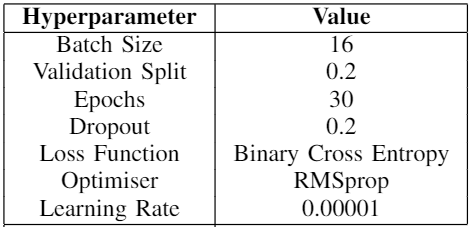 Hyperparameter Value
Batch Size 16
Validation Split 0.2
Epochs 30
Dropout 0.2
Loss Function Binary Cross Entropy
Optimiser RMSprop
Learning Rate 0.00001